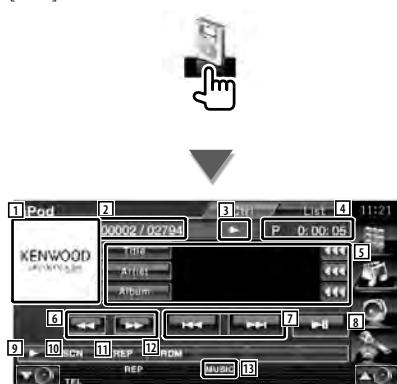 1 iPod 2 3 Ctrl List 4 11:21
00002 / 02794 P 0:00:05
KENWOOD
Title 5
Artist
Album
6 7 8
9 10 SCN 11 REP 12 RDM
REP MUSIC 13
TEL